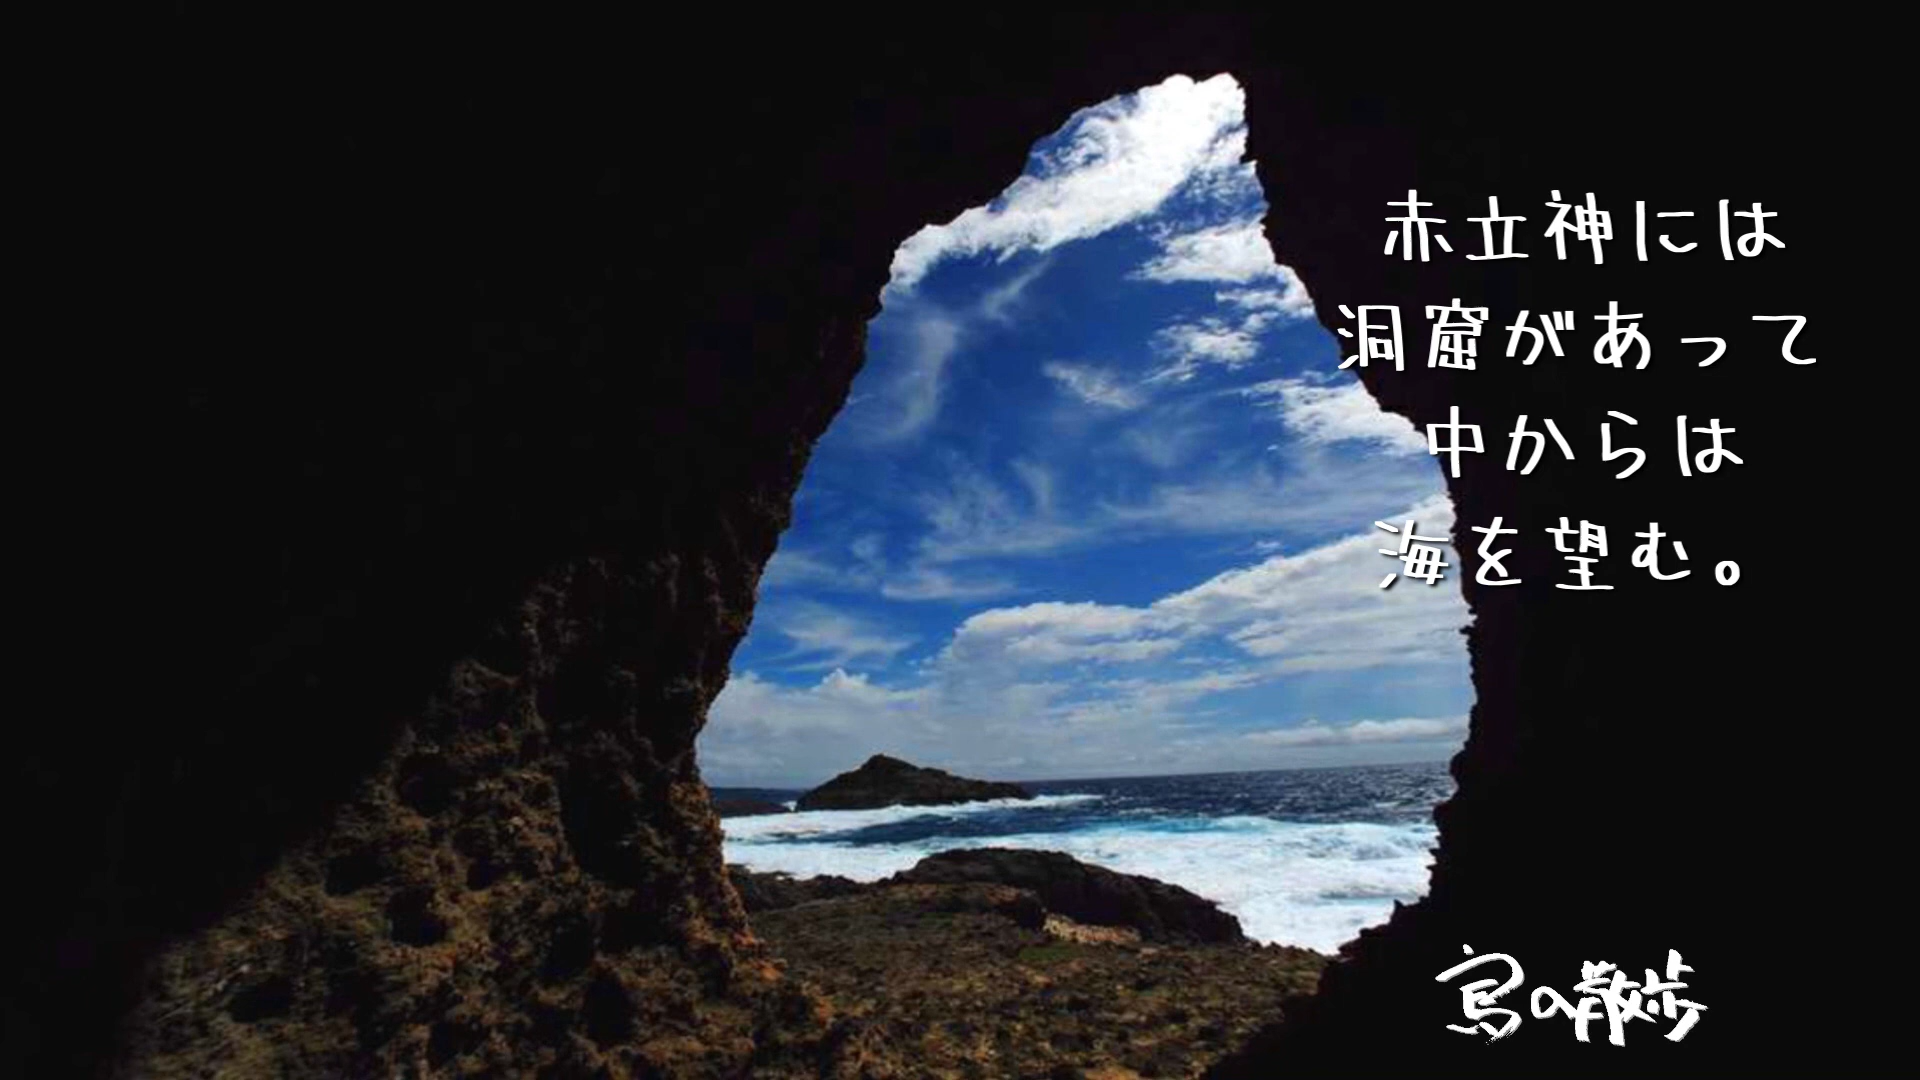 赤立神には
洞窟があって
中からは
海を望む。
の散歩